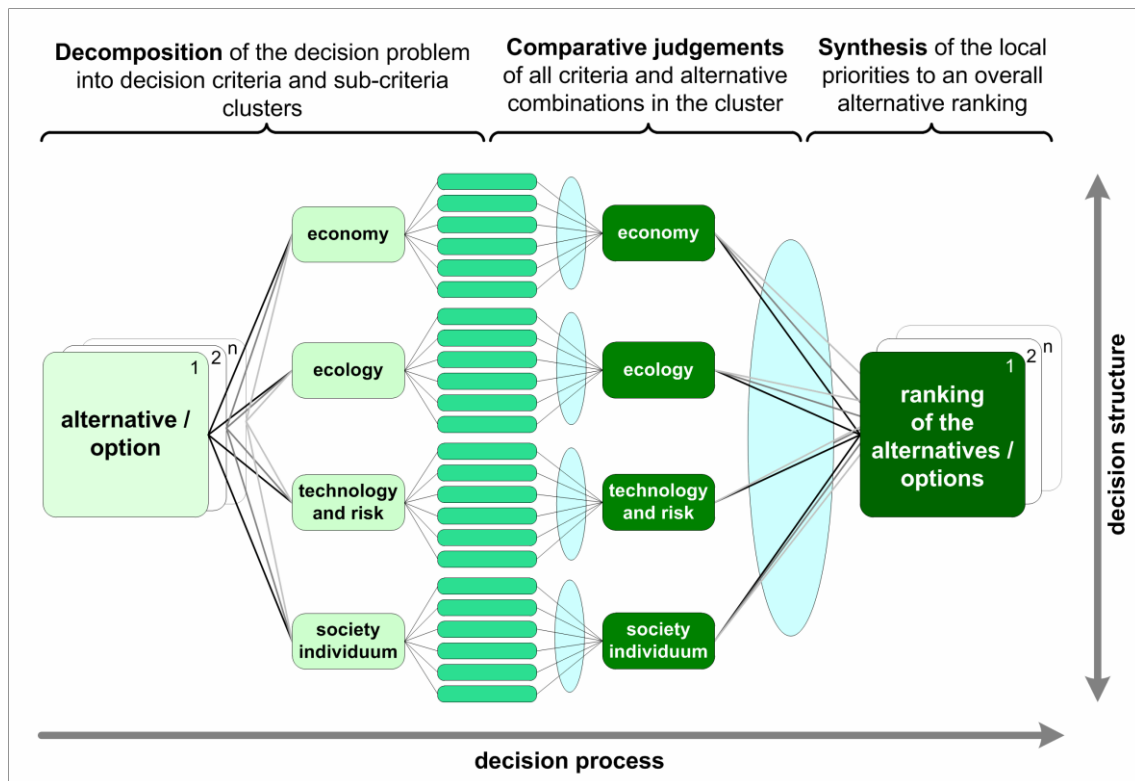 Decomposition of the decision problem
into decision criteria and sub-criteria
clusters
Comparative judgements
of all criteria and alternative
combinations in the cluster
Synthesis of the local
priorities to an overall
alternative ranking
economy
economy
n
2
1
alternative /
option
ecology
ecology
n
2
1
ranking
of the
alternatives /
options
technology
and risk
technology
and risk
society
individuum
society
individuum
decision structure
decision process